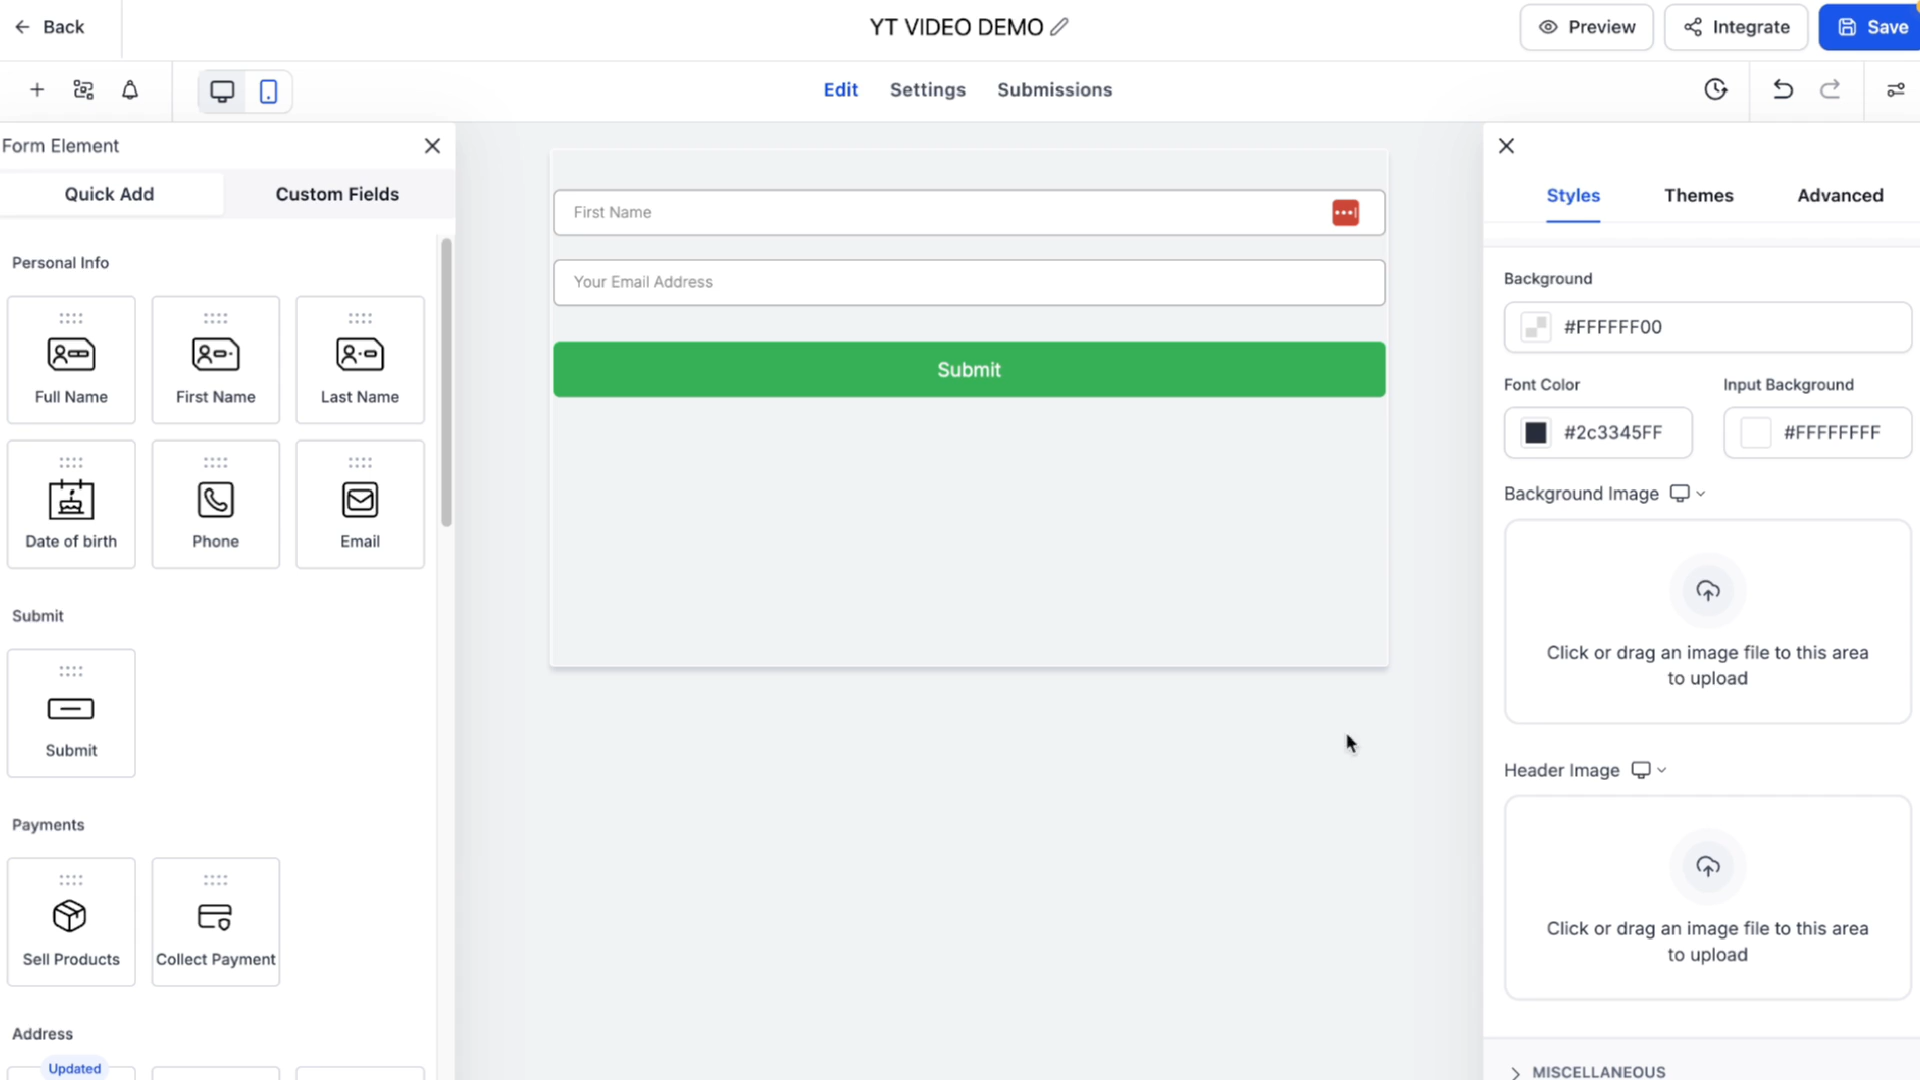 Back
YT VIDEO DEMO
Preview
Integrate
Save
Edit
Settings
Submissions
Form Element
Quick Add
Custom Fields
Personal Info
Full Name
First Name
Last Name
Date of birth
Phone
Email
Submit
Submit
Payments
Sell Products
Collect Payment
Address
Updated
First Name
Your Email Address
Submit
Styles
Themes
Advanced
Background
#FFFFFF00
Font Color
Input Background
#2c3345FF
#FFFFFFFF
Background Image
Click or drag an image file to this area
to upload
Header Image
Click or drag an image file to this area
to upload
MISCELLANEOUS